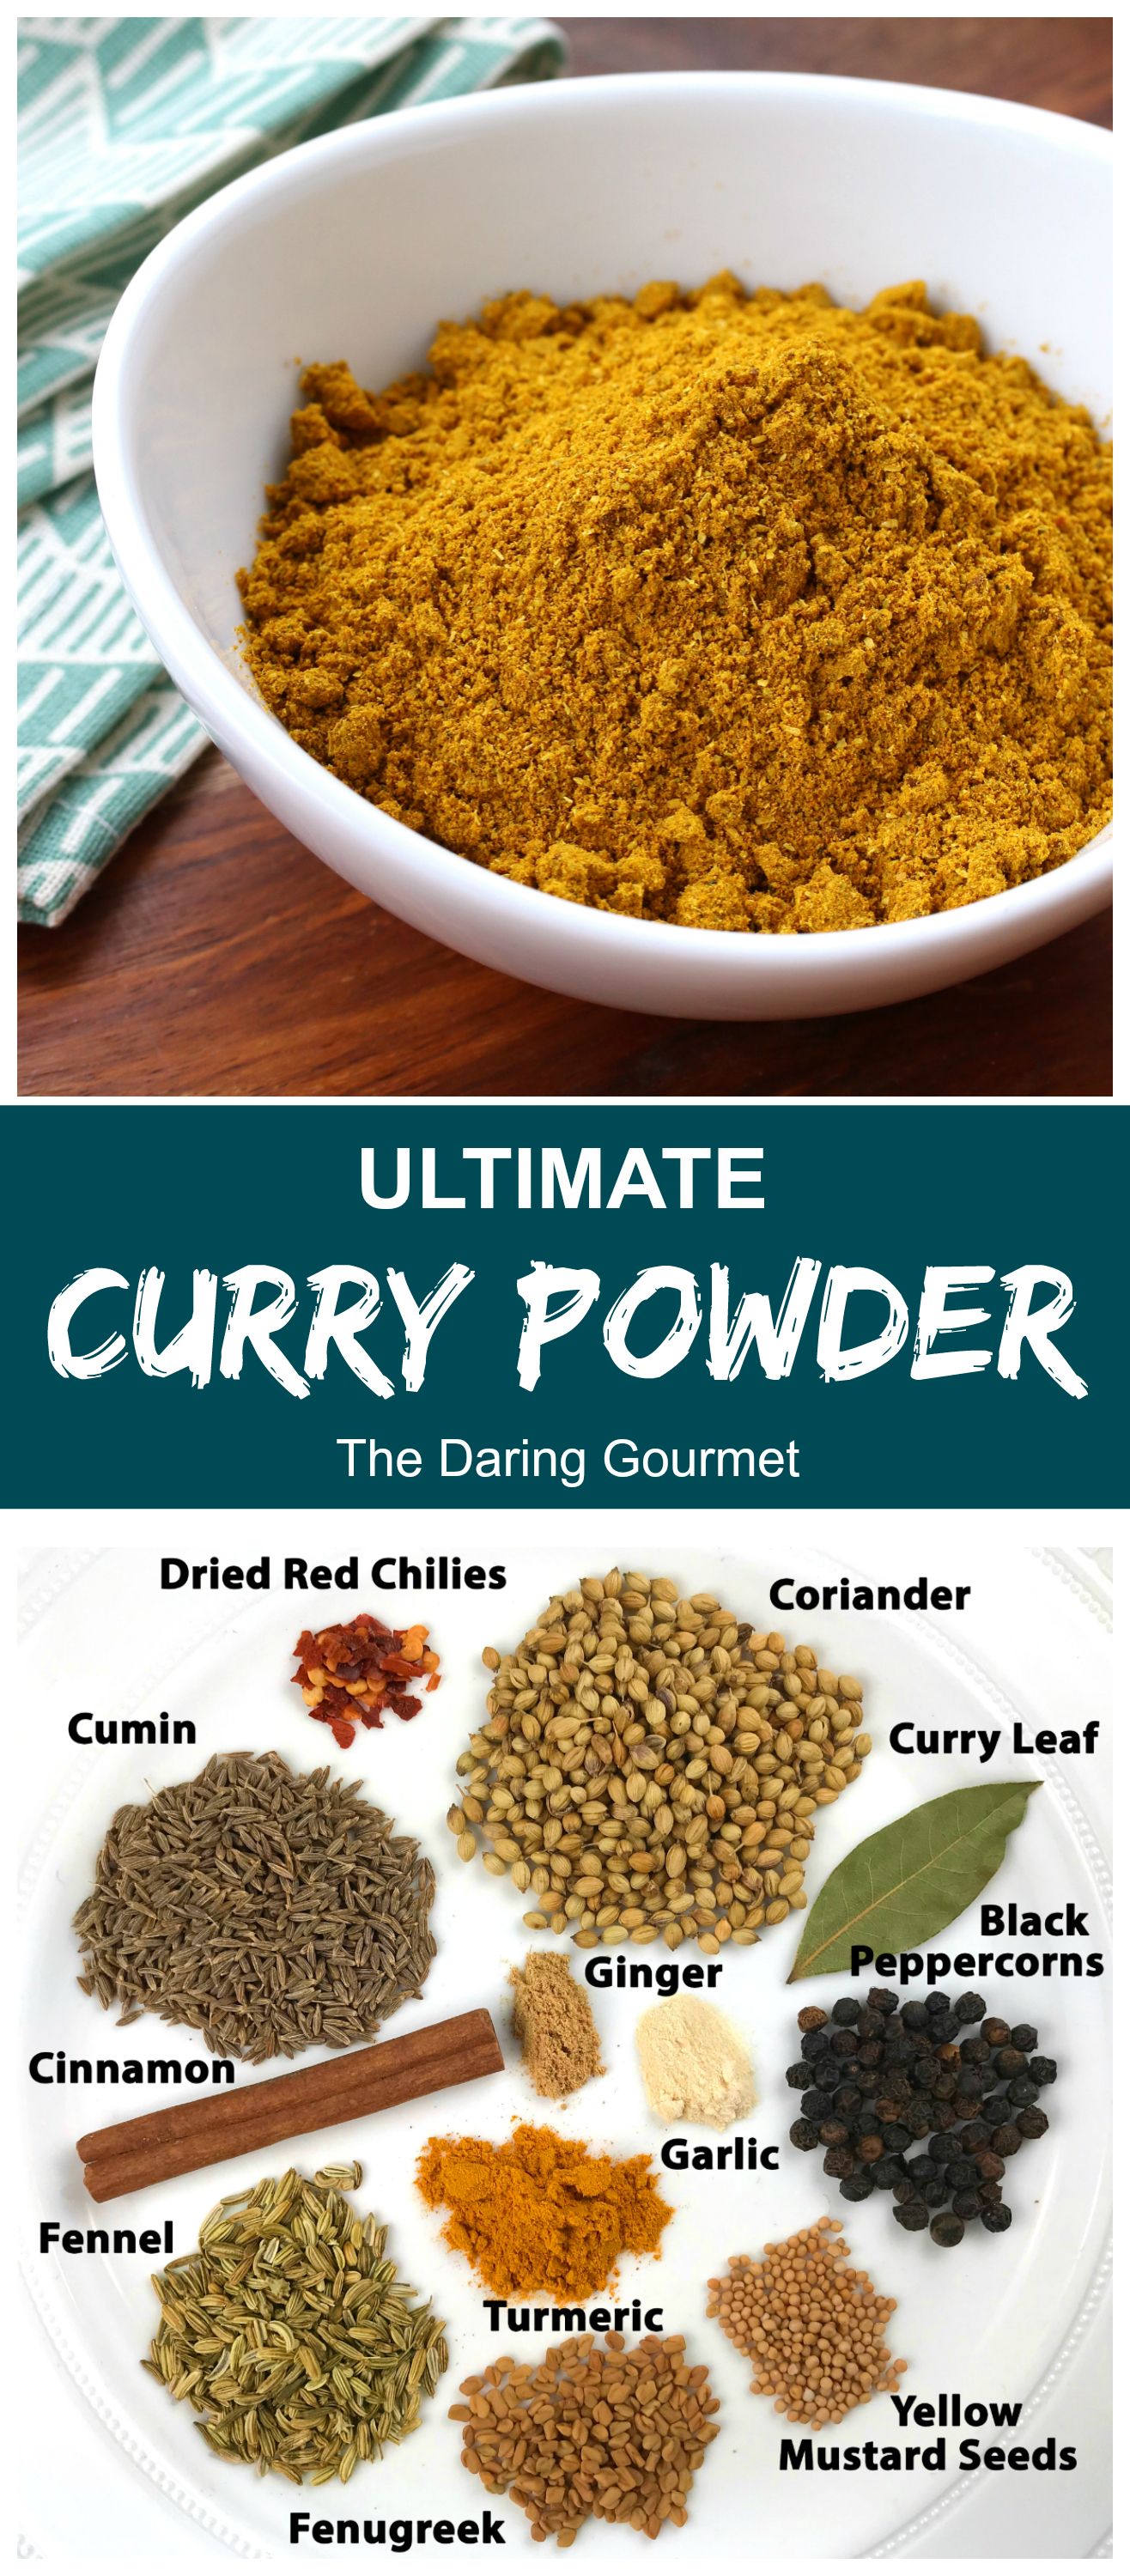 ULTIMATE
CURRY POWDER
The Daring Gourmet
Dried Red Chilies
Coriander
Cumin
Curry Leaf
Black
Peppercorns
Ginger
Cinnamon
Garlic
Fennel
Turmeric
Yellow
Mustard Seeds
Fenugreek